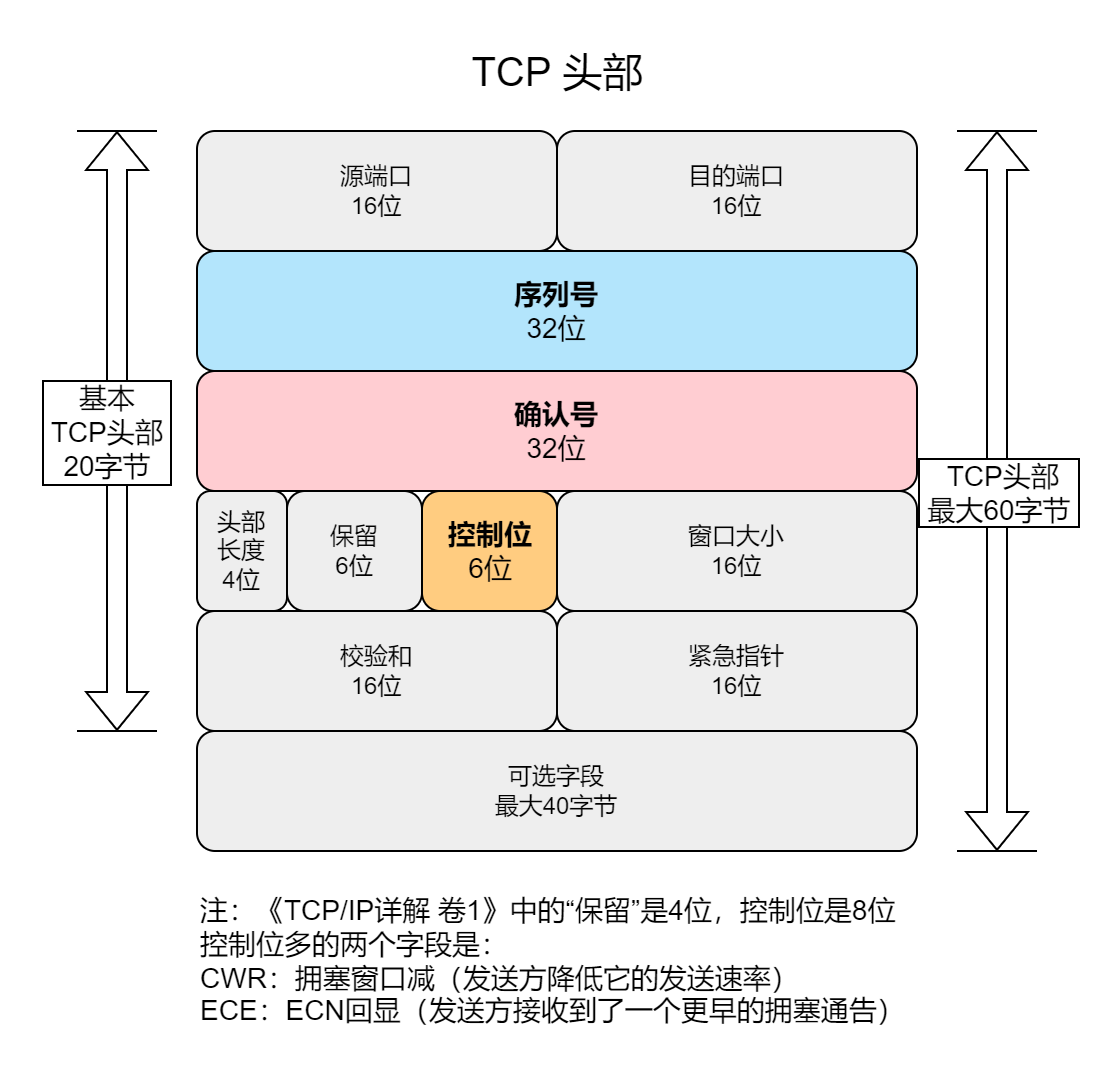 TCP 头部
源端口
16位
目的端口
16位
序列号
32位
基本
TCP头部
20字节
确认号
32位
TCP头部
最大60字节
头部
长度
4位
保留
6位
控制位
6位
窗口大小
16位
校验和
16位
紧急指针
16位
可选字段
最大40字节
注：《TCP/IP详解 卷1》中的“保留”是4位，控制位是8位
控制位多的两个字段是：
CWR：拥塞窗口减（发送方降低它的发送速率）
ECE：ECN回显（发送方接收到了一个更早的拥塞通告）